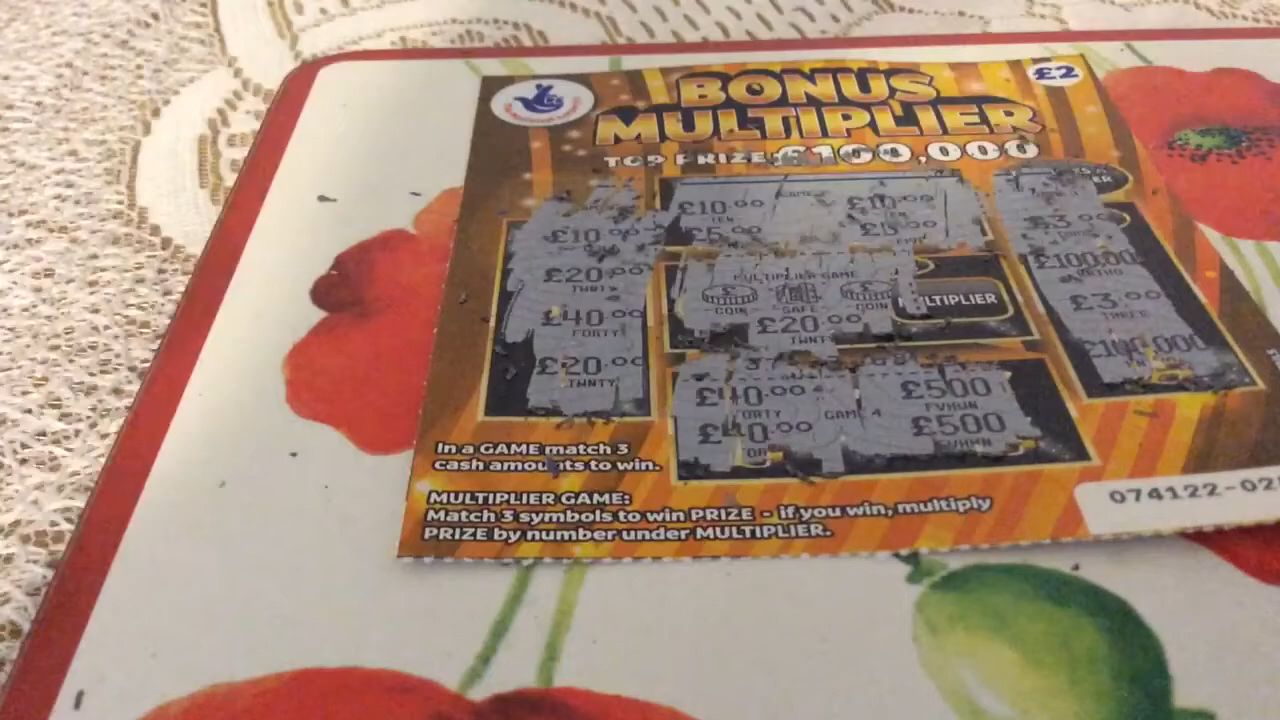 £2
BONUS
MULTIPLIER
TOP PRIZE £100,000
£10.00 £10.00
TEN
£5.00 £5.00
FIVE
£10.00
£20.00
£40.00
FORTY
£20.00
TWNTY
MULTIPLIER GAME
COIN SAFE COIN
£20.00
TWNTY
MULTIPLIER
£40.00
FORTY
£40.00
GAME 4
£500
FVHUN
£500
FVHUN
£3.00
£100,000
£3.00
THREE
£100,000
In a GAME match 3
cash amounts to win.
MULTIPLIER GAME:
Match 3 symbols to win PRIZE - if you win, multiply
PRIZE by number under MULTIPLIER.
074122-02